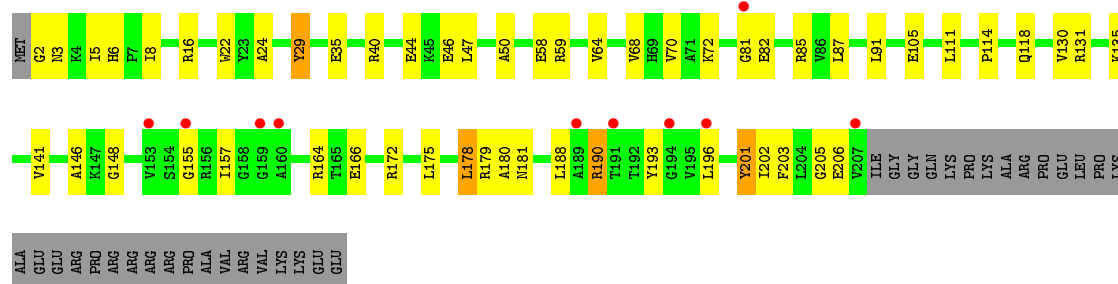 MET G2 N3 K4 I5 H6 P7 I8 R16 W22 Y23 A24 Y29 E35 R40 E44 K45 E46 L47 A50 E58 R59 V64 V68 H69 V70 A71 K72 G81 E82 R85 V86 L87 L91 E105 L111 P114 Q118 V130 R131 K135
V141 A146 K147 G148 V153 S154 G155 R156 I157 G158 G159 A160 R164 T165 E166 R172 L175 L178 R179 A180 N181 L188 A189 R190 T191 T192 Y193 G194 V195 L196 Y201 I202 F203 L204 G205 E206 V207 ILE GLY GLY GLN LYS PRO LYS ALA ARG PRO GLU LEU PRO LYS
ALA GLU GLU ARG PRO ARG ARG ARG ARG PRO ALA VAL ARG VAL LYS LYS GLU GLU